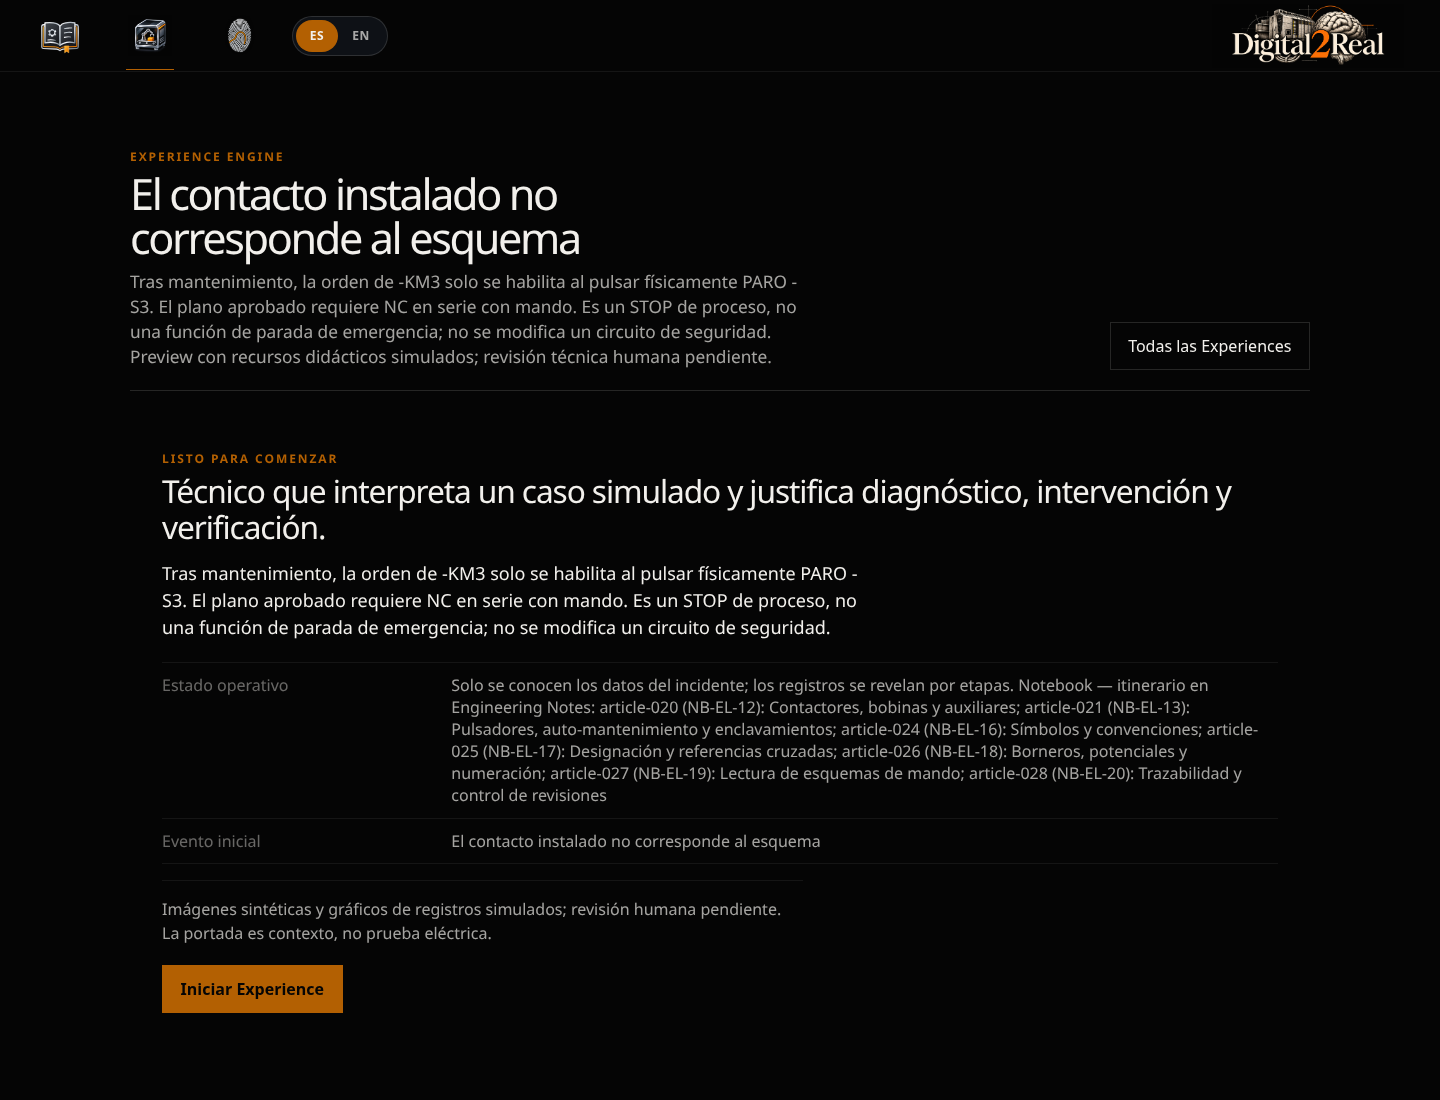 ES EN
Digital2Real
EXPERIENCE ENGINE
El contacto instalado no
corresponde al esquema
Tras mantenimiento, la orden de -KM3 solo se habilita al pulsar físicamente PARO -
S3. El plano aprobado requiere NC en serie con mando. Es un STOP de proceso, no
una función de parada de emergencia; no se modifica un circuito de seguridad.
Preview con recursos didácticos simulados; revisión técnica humana pendiente.
Todas las Experiences
LISTO PARA COMENZAR
Técnico que interpreta un caso simulado y justifica diagnóstico, intervención y
verificación.
Tras mantenimiento, la orden de -KM3 solo se habilita al pulsar físicamente PARO -
S3. El plano aprobado requiere NC en serie con mando. Es un STOP de proceso, no
una función de parada de emergencia; no se modifica un circuito de seguridad.
Estado operativo
Solo se conocen los datos del incidente; los registros se revelan por etapas. Notebook — itinerario en
Engineering Notes: article-020 (NB-EL-12): Contactores, bobinas y auxiliares; article-021 (NB-EL-13):
Pulsadores, auto-mantenimiento y enclavamientos; article-024 (NB-EL-16): Símbolos y convenciones; article-
025 (NB-EL-17): Designación y referencias cruzadas; article-026 (NB-EL-18): Borneros, potenciales y
numeración; article-027 (NB-EL-19): Lectura de esquemas de mando; article-028 (NB-EL-20): Trazabilidad y
control de revisiones
Evento inicial
El contacto instalado no corresponde al esquema
Imágenes sintéticas y gráficos de registros simulados; revisión humana pendiente.
La portada es contexto, no prueba eléctrica.
Iniciar Experience